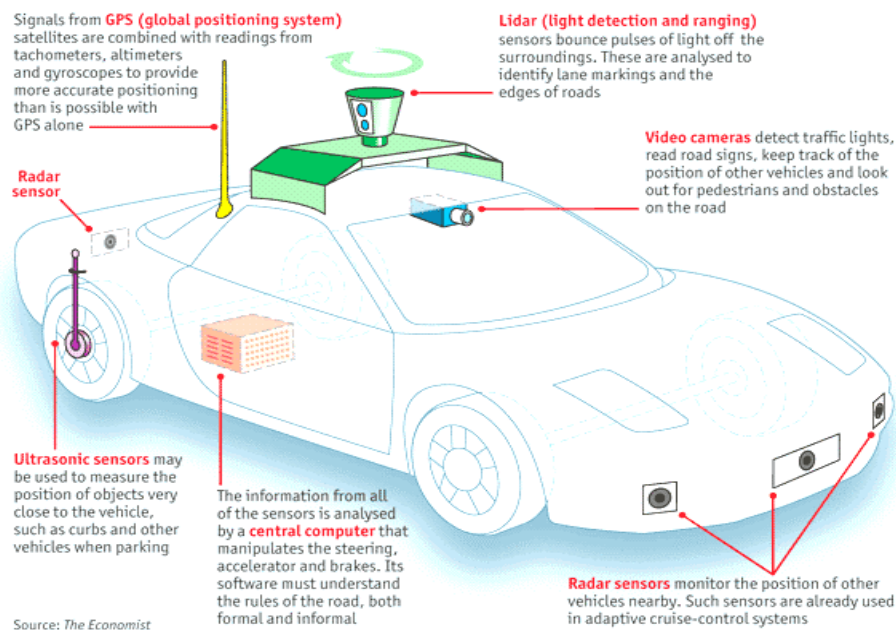 Signals from GPS (global positioning system)
satellites are combined with readings from
tachometers, altimeters
and gyroscopes to provide
more accurate positioning
than is possible with
GPS alone
Lidar (light detection and ranging)
sensors bounce pulses of light off the
surroundings. These are analysed to
identify lane markings and the
edges of roads
Video cameras detect traffic lights,
read road signs, keep track of the
position of other vehicles and look
out for pedestrians and obstacles
on the road
Radar
sensor
Ultrasonic sensors may
be used to measure the
position of objects very
close to the vehicle,
such as curbs and other
vehicles when parking
The information from all
of the sensors is analysed
by a central computer that
manipulates the steering,
accelerator and brakes. Its
software must understand
the rules of the road, both
formal and informal
Radar sensors monitor the position of other
vehicles nearby. Such sensors are already used
in adaptive cruise-control systems
Source: The Economist